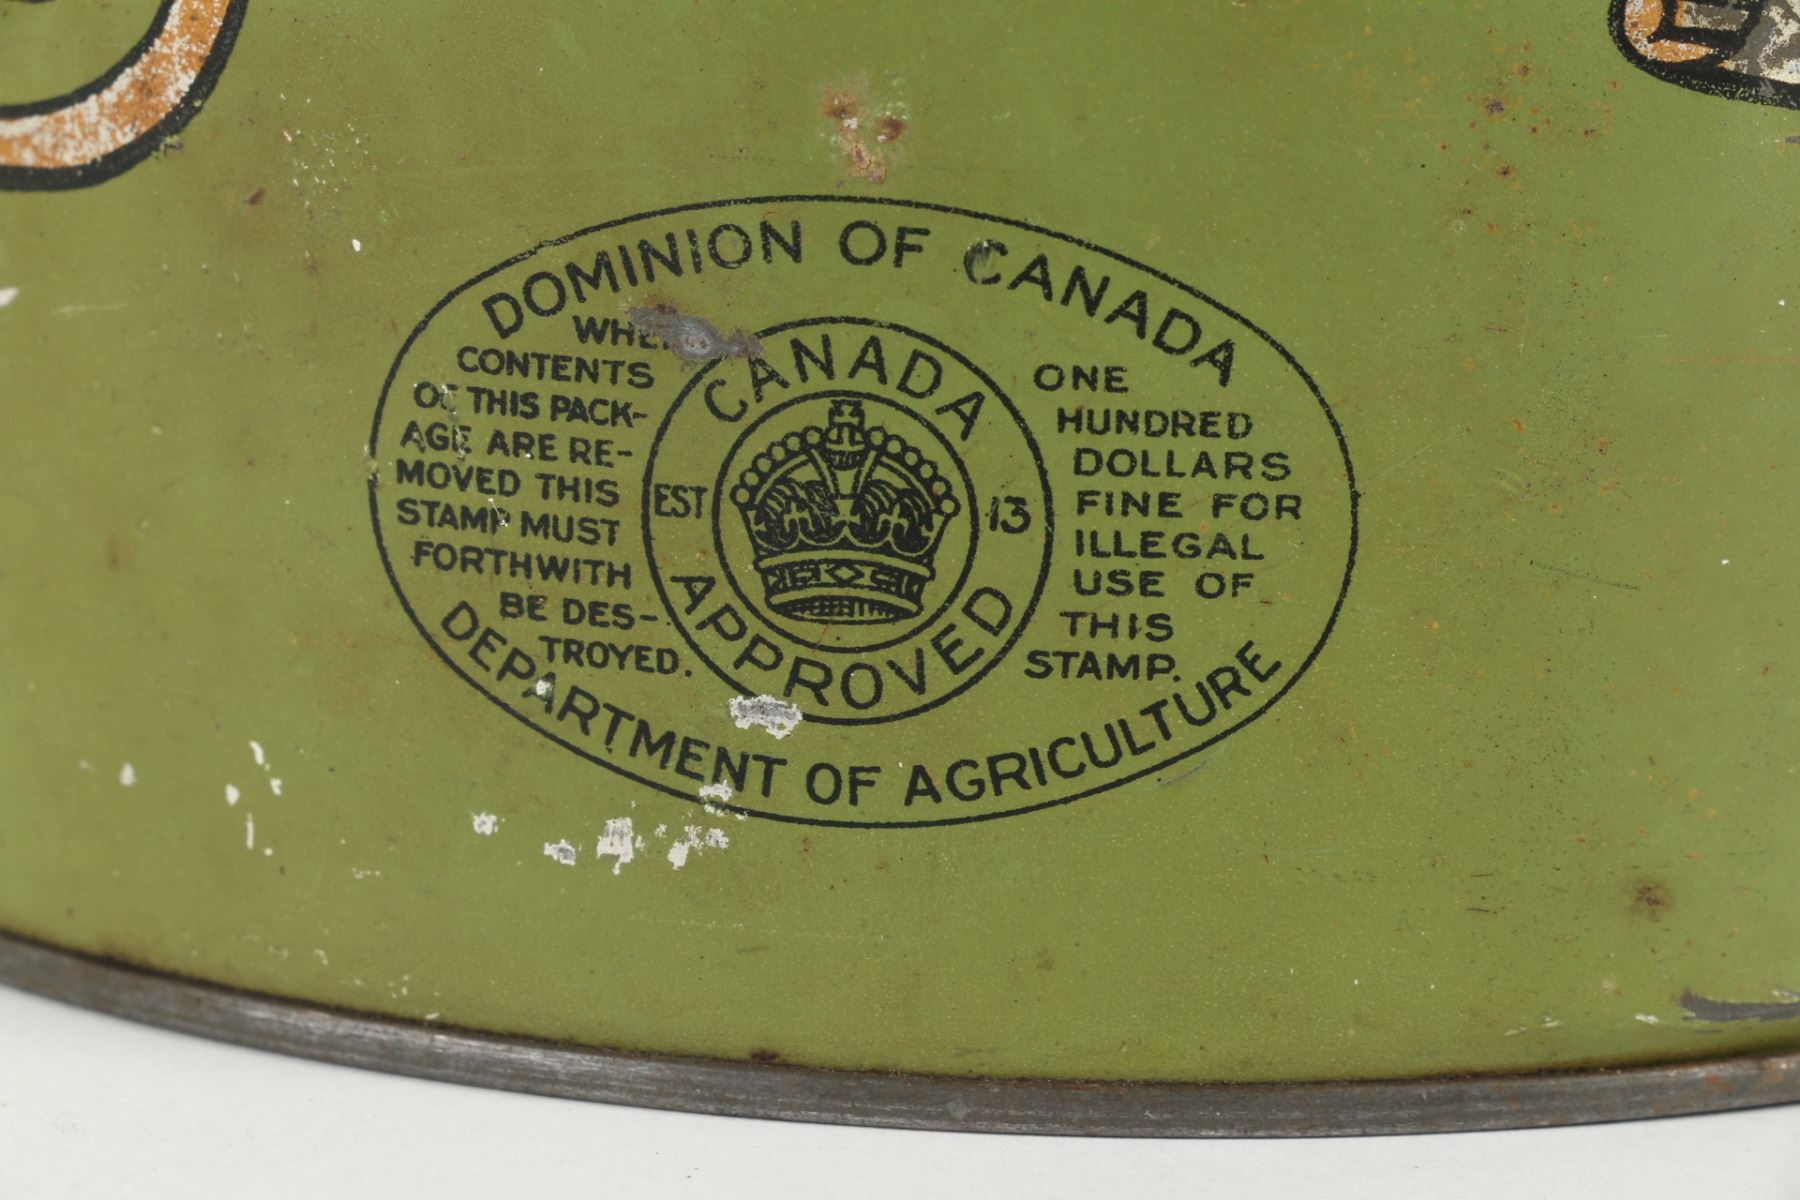 DOMINION OF CANADA
CONTENTS
OF THIS PACK-
AGE ARE RE-
MOVED THIS
STAMP MUST
FORTHWITH
BE DES-
TROYED.
CANADA
EST 13
APPROVED
ONE
HUNDRED
DOLLARS
FINE FOR
ILLEGAL
USE OF
THIS
STAMP.
DEPARTMENT OF AGRICULTURE